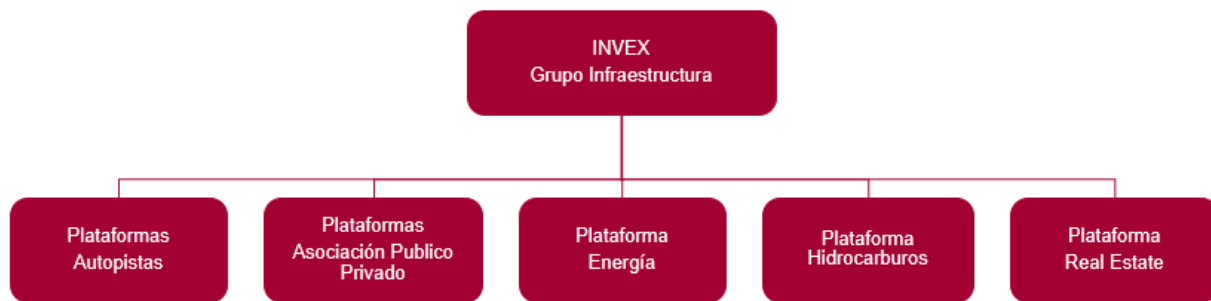 INVEX
Grupo Infraestructura
Plataformas
Autopistas
Plataformas
Asociación Publico
Privado
Plataforma
Energía
Plataforma
Hidrocarburos
Plataforma
Real Estate